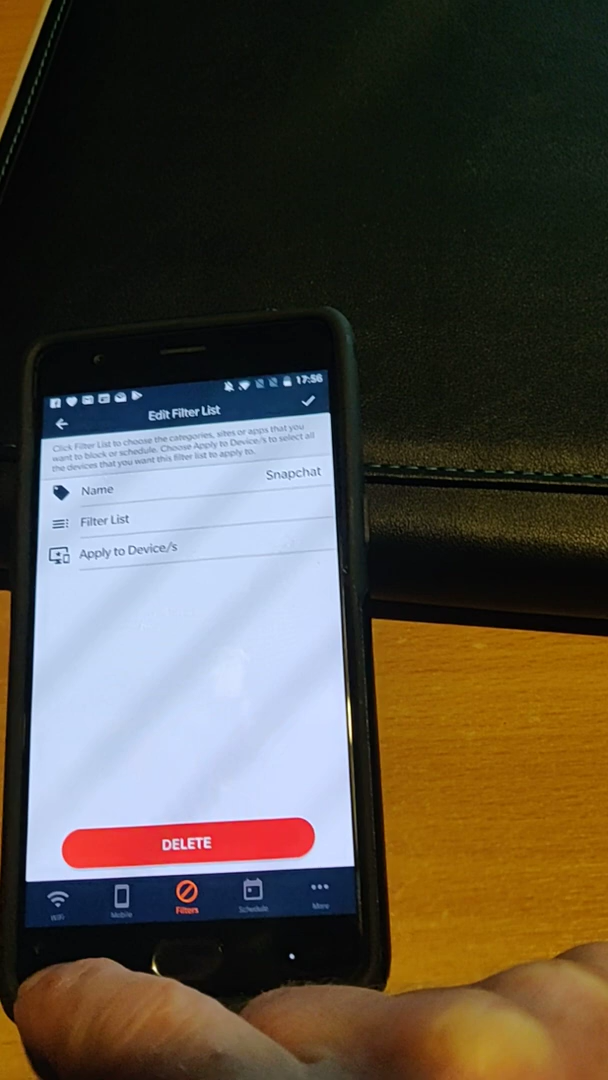 17:56
Edit Filter List
Click Filter List to choose the categories, sites or apps that you
want to block or schedule. Choose Apply to Device/s to select all
the devices that you want this filter list to apply to.
Name Snapchat
Filter List
Apply to Device/s
DELETE
WiFi Mobile Filters Schedule More